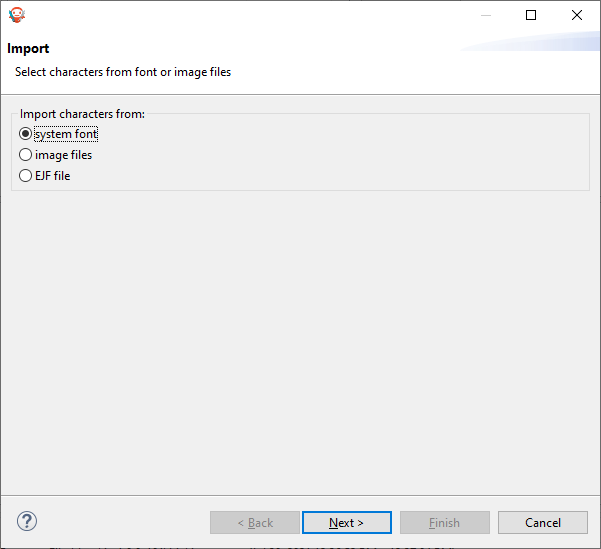 Import
Select characters from font or image files
Import characters from:
system font
image files
EJF file
?
< Back
Next >
Finish
Cancel